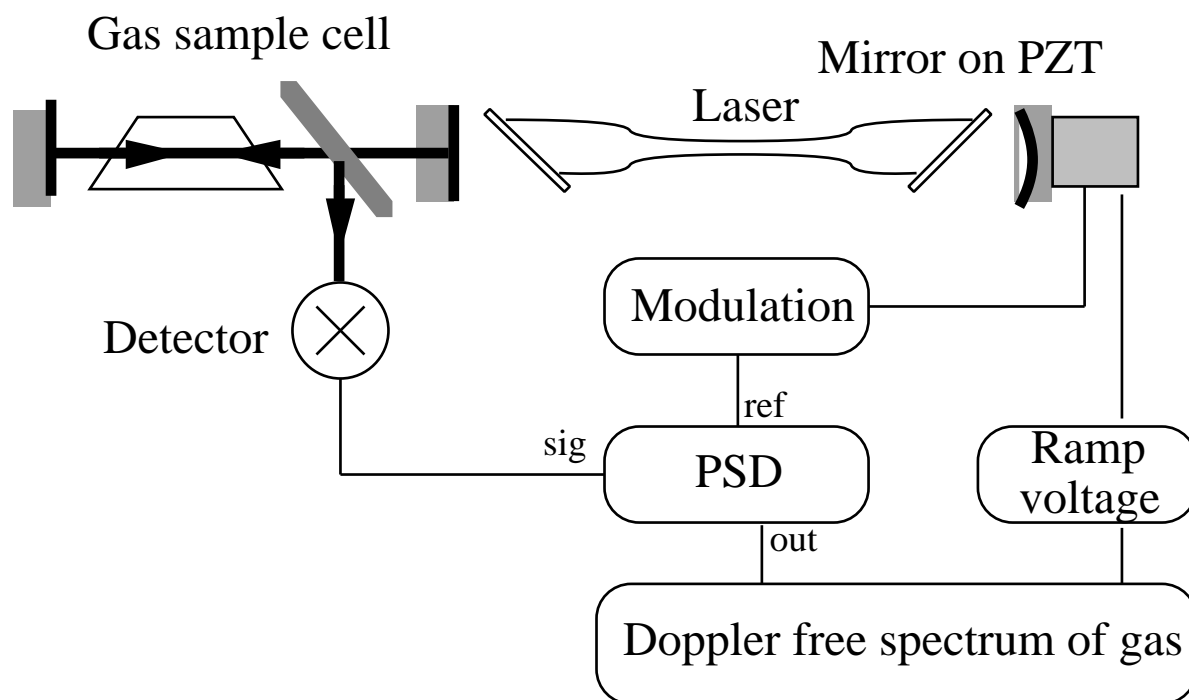 Gas sample cell
Mirror on PZT
Laser
Modulation
Detector
ref
sig
PSD
Ramp
voltage
out
Doppler free spectrum of gas